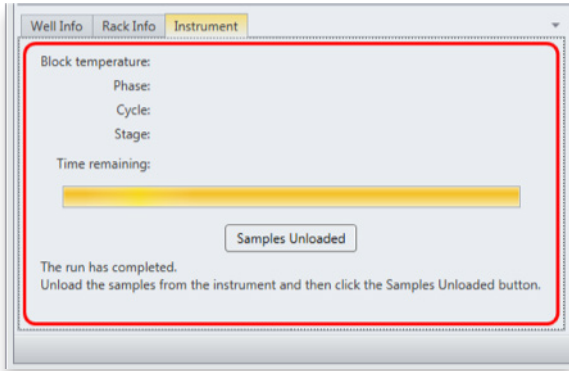 Well Info Rack Info Instrument
Block temperature:
Phase:
Cycle:
Stage:
Time remaining:
Samples Unloaded
The run has completed.
Unload the samples from the instrument and then click the Samples Unloaded button.